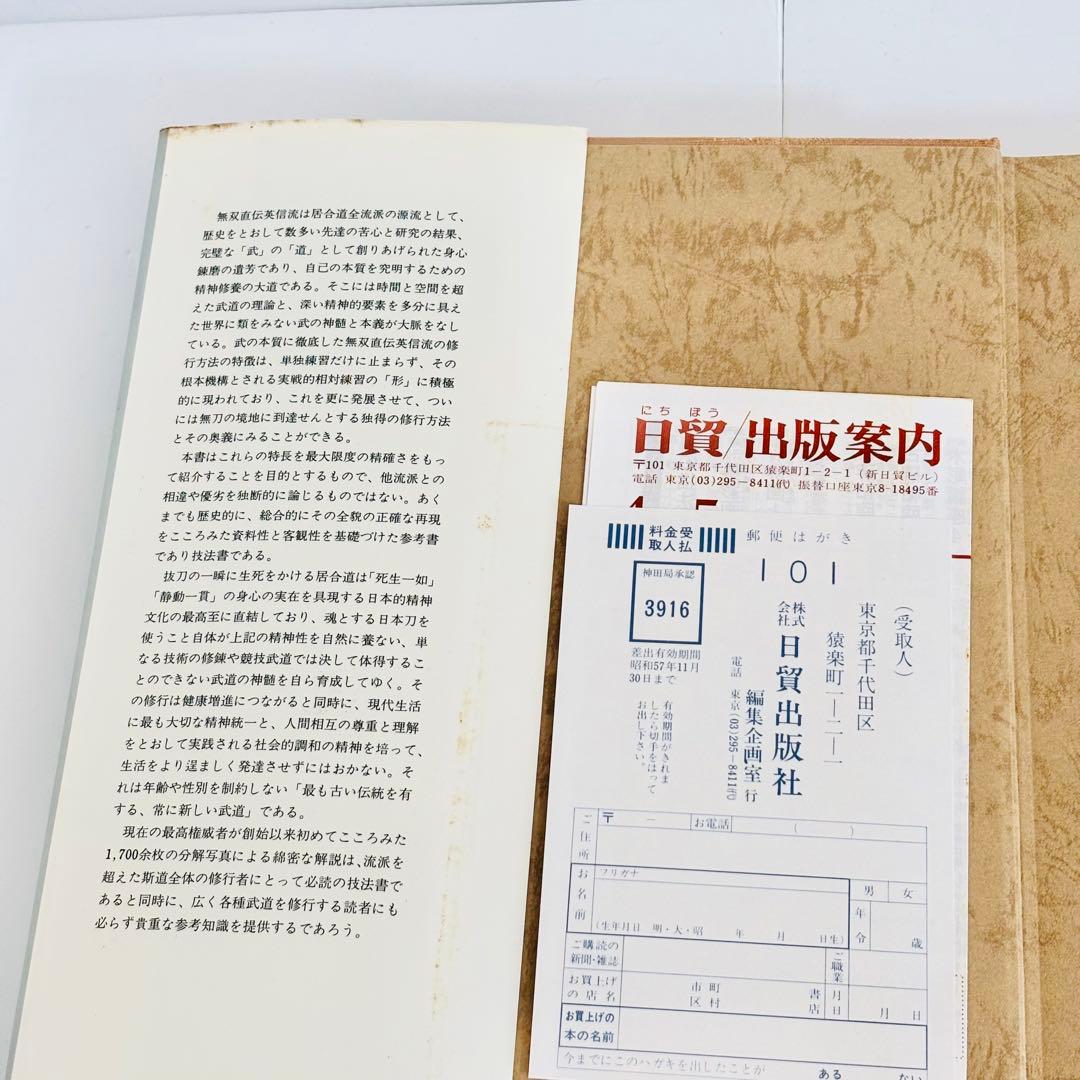 無双直伝英信流は居合道全流派の源流として、
歴史をとおして数多い先達の苦心と研究の結果、
完璧な「武」の「道」として創りあげられた身心
錬磨の遺芳であり、自己の本質を究明するための
精神修養の大道である。そこには時間と空間を超
えた武道の理論と、深い精神的要素を多分に具え
た世界に類をみない武の神髄と本義が大脈をなし
ている。武の本質に徹底した無双直伝英信流の修
行方法の特徴は、単独練習だけに止まらず、その
根本機構とされる実戦的相対練習の「形」に積極
的に現われており、これを更に発展させて、つい
には無刀の境地に到達せんとする独得の修行方法
とその奥義にみることができる。
本書はこれらの特長を最大限度の精確さをもっ
て紹介することを目的とするもので、他流派との
相違や優劣を独断的に論じるものではない。あく
までも歴史的に、総合的にその全貌の正確な再現
をこころみた資料性と客観性を基礎づけた参考書
であり技法書である。
抜刀の一瞬に生死をかける居合道は「死生一如」
「静動一貫」の身心の実在を具現する日本的精神
文化の最高至に直結しており、魂とする日本刀を
使うこと自体が上記の精神性を自然に養ない、単
なる技術の修錬や競技武道では決して体得するこ
とのできない武道の神髄を自ら育成してゆく。そ
の修行は健康増進につながると同時に、現代生活
に最も大切な精神統一と、人間相互の尊重と理解
をとおして実践される社会的調和の精神を培って、
生活をより逞ましく発達させずにはおかない。そ
れは年齢や性別を制約しない「最も古い伝統を有
する、常に新しい武道」である。
現在の最高権威者が創始以来初めてこころみた
1,700余枚の分解写真による綿密な解説は、流派を
超えた斯道全体の修行者にとって必読の技法書で
あると同時に、広く各種武道を修行する読者にも
必らず貴重な参考知識を提供するであろう。
にち ぼう
日貿/出版案内
〒101 東京都千代田区猿楽町1-2-1 (新日貿ビル)
電話 東京(03)295-8411(代) 振替口座東京8-18495番
料金受
取人払
郵便はがき
101
神田局承認
3916
差出有効期間
昭和57年11月
30日まで
有効期間がきれま
したら切手をはって
お出し下さい。
(受取人)
東京都千代田区
猿楽町一―二―一
株式
会社
日貿出版社
編集企画室 行
電話 東京(03)295-8411(代)
ご住所
〒 －
お電話 ( )
お名前
フリガナ
(生年月日 明・大・昭 年 月 日生)
男 女
年令 歳
ご購読の
新聞・雑誌
ご職業
お買上げ
の店名
市町
区村
書
店
月
日
月 日
お買上げの
本の名前
今までにこのハガキを出したことが ある ない